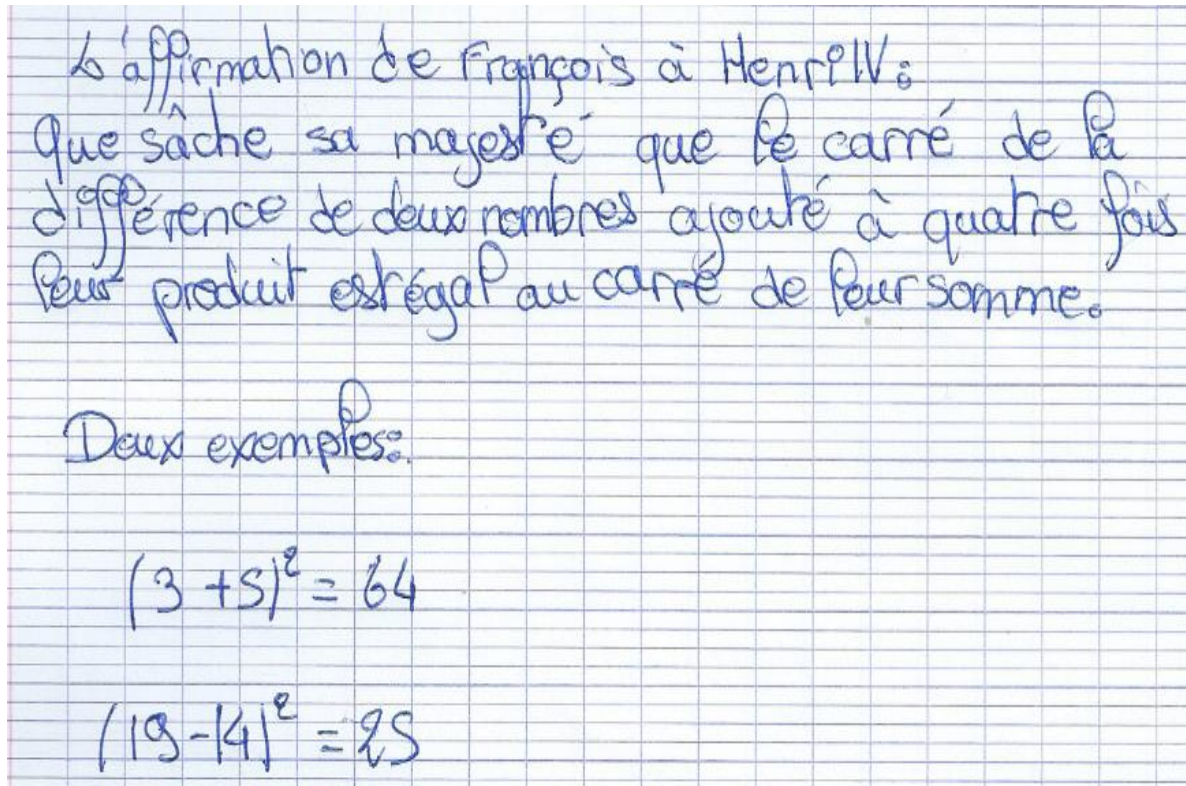 L'affirmation de François à Henri IV:
Que sâche sa majesté que le carré de la
différence de deux nombres ajouté à quatre fois
leur produit est égal au carré de leur somme.
Deux exemples:
(3 + 5)² = 64
(19 - 14)² = 25